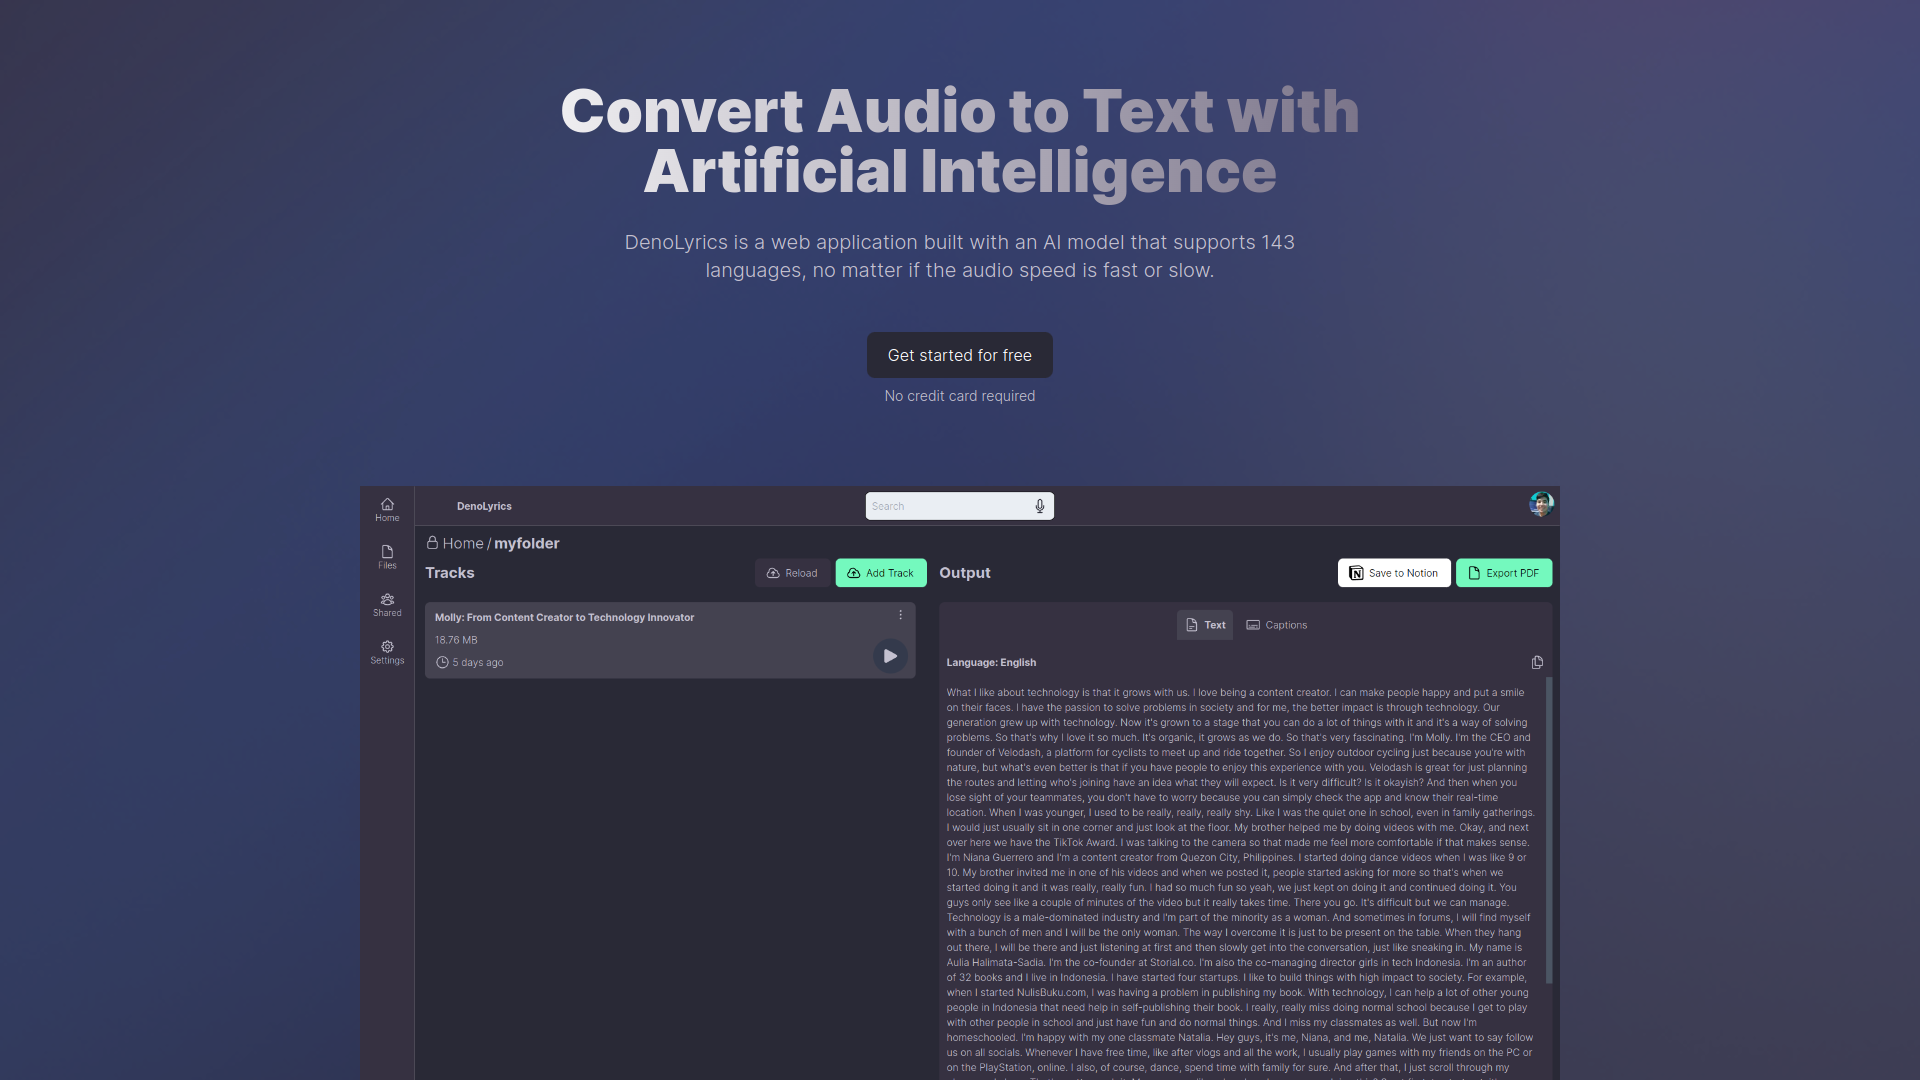 Convert Audio to Text with
Artificial Intelligence
DenoLyrics is a web application built with an AI model that supports 143
languages, no matter if the audio speed is fast or slow.
Get started for free
No credit card required
Home
Files
Shared
Settings
DenoLyrics
Search
Home / myfolder
Tracks
Reload
Add Track
Molly: From Content Creator to Technology Innovator
18.76 MB
5 days ago
Output
Save to Notion
Export PDF
Text
Captions
Language: English
What I like about technology is that it grows with us. I love being a content creator. I can make people happy and put a smile
on their faces. I have the passion to solve problems in society and for me, the better impact is through technology. Our
generation grew up with technology. Now it's grown to a stage that you can do a lot of things with it and it's a way of solving
problems. So that's why I love it so much. It's organic, it grows as we do. So that's very fascinating. I'm Molly. I'm the CEO and
founder of Velodash, a platform for cyclists to meet up and ride together. So I enjoy outdoor cycling just because you're with
nature, but what's even better is that if you have people to enjoy this experience with you. Velodash is great for just planning
the routes and letting who's joining have an idea what they will expect. Is it very difficult? Is it okayish? And then when you
lose sight of your teammates, you don't have to worry because you can simply check the app and know their real-time
location. When I was younger, I used to be really, really, really shy. Like I was the quiet one in school, even in family gatherings.
I would just usually sit in one corner and just look at the floor. My brother helped me by doing videos with me. Okay, and next
over here we have the TikTok Award. I was talking to the camera so that made me feel more comfortable if that makes sense.
I'm Niana Guerrero and I'm a content creator from Quezon City, Philippines. I started doing dance videos when I was like 9 or
10. My brother invited me in one of his videos and when we posted it, people started asking for more so that's when we
started doing it and it was really, really fun. I had so much fun so yeah, we just kept on doing it and continued doing it. You
guys only see like a couple of minutes of the video but it really takes time. There you go. It's difficult but we can manage.
Technology is a male-dominated industry and I'm part of the minority as a woman. And sometimes in forums, I will find myself
with a bunch of men and I will be the only woman. The way I overcome it is just to be present on the table. When they hang
out there, I will be there and just listening at first and then slowly get into the conversation, just like sneaking in. My name is
Aulia Halimata-Sadia. I'm the co-founder at Storial.co. I'm also the co-managing director girls in tech Indonesia. I'm an author
of 32 books and I live in Indonesia. I have started four startups. I like to build things with high impact to society. For example,
when I started NulisBuku.com, I was having a problem in publishing my book. With technology, I can help a lot of other young
people in Indonesia that need help in self-publishing their book. I really, really miss doing normal school because I get to play
with other people in school and just have fun and do normal things. And I miss my classmates as well. But now I'm
homeschooled. I'm happy with my one classmate Natalia. Hey guys, it's me, Niana, and me, Natalia. We just want to say follow
us on all socials. Whenever I have free time, like after vlogs and all the work, I usually play games with my friends on the PC or
on the PlayStation, online. I also, of course, dance, spend time with family for sure. And after that, I just scroll through my